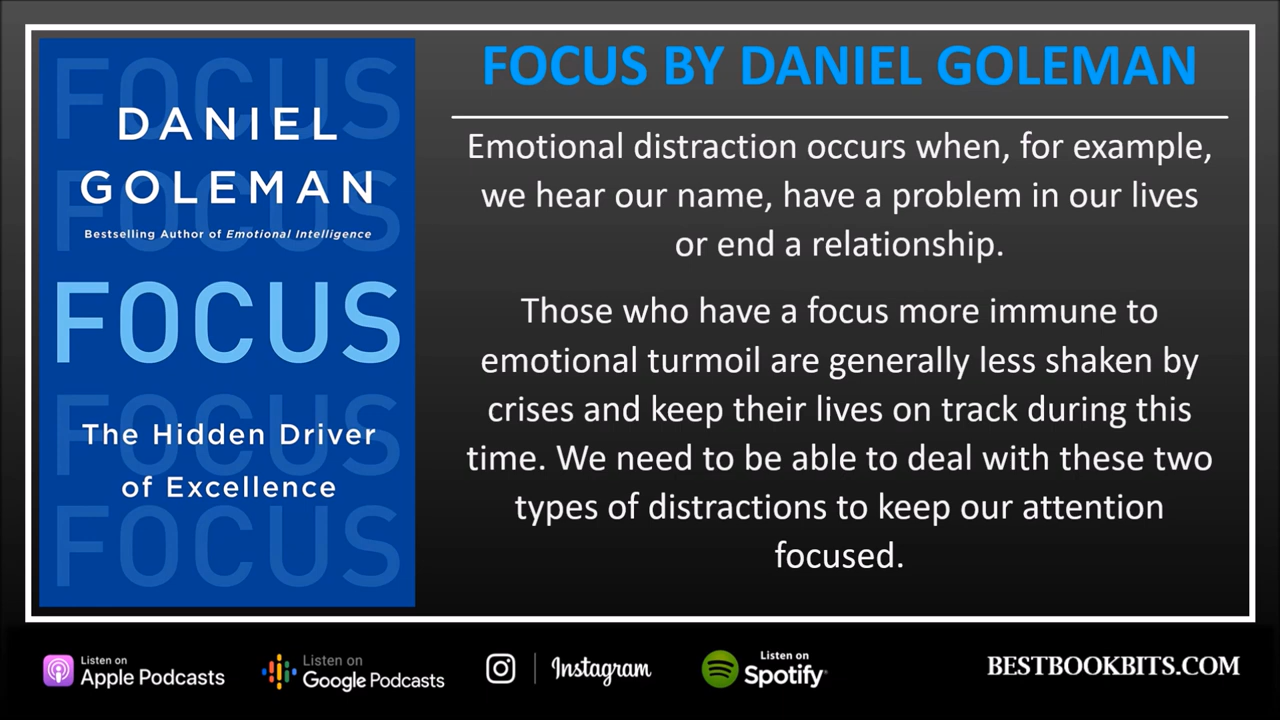 FOCUS
DANIEL
FOCUS
GOLEMAN
Bestselling Author of Emotional Intelligence
FOCUS
FOCUS
The Hidden Driver
of Excellence
FOCUS
FOCUS BY DANIEL GOLEMAN
Emotional distraction occurs when, for example,
we hear our name, have a problem in our lives
or end a relationship.
Those who have a focus more immune to
emotional turmoil are generally less shaken by
crises and keep their lives on track during this
time. We need to be able to deal with these two
types of distractions to keep our attention
focused.
Listen on
Apple Podcasts
Listen on
Google Podcasts
Instagram
Listen on
Spotify
BESTBOOKBITS.COM